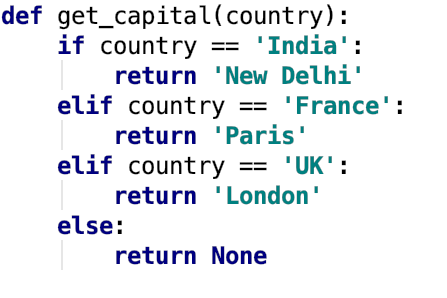 def get_capital(country):
    if country == 'India':
        return 'New Delhi'
    elif country == 'France':
        return 'Paris'
    elif country == 'UK':
        return 'London'
    else:
        return None